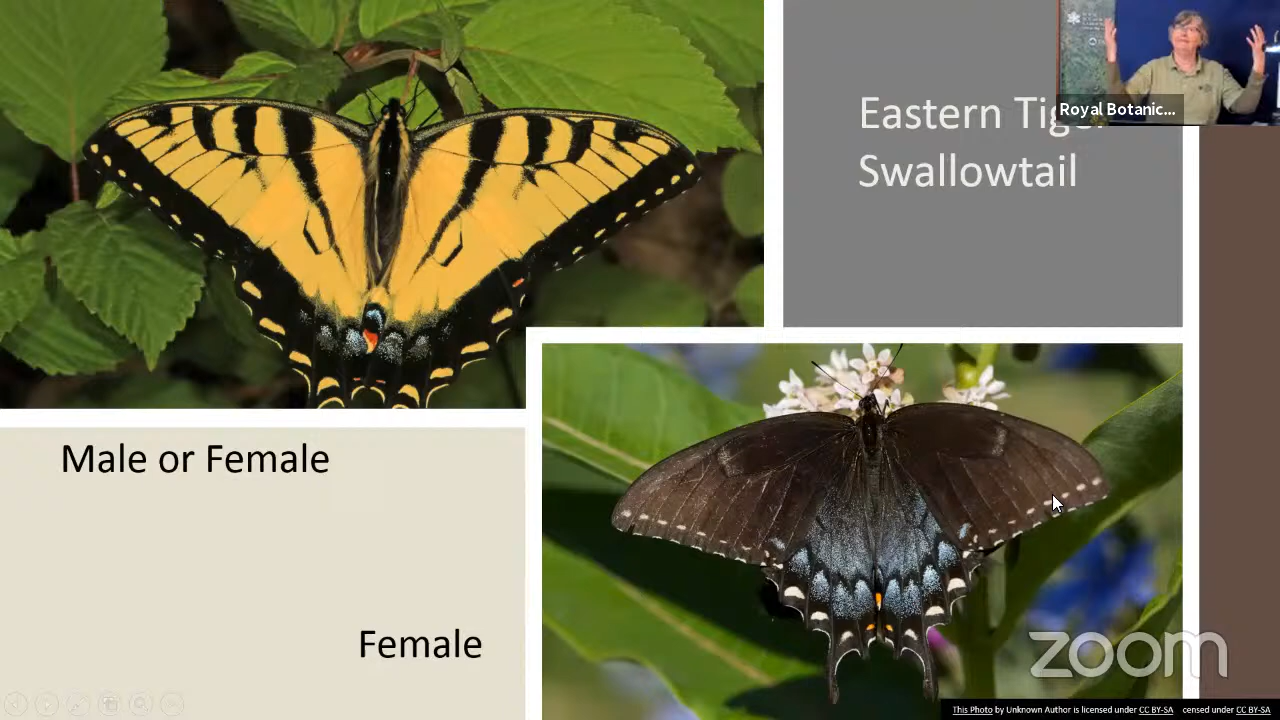 Eastern Tiger
Swallowtail
Royal Botanic...
Male or Female
Female
zoom
This Photo by Unknown Author is licensed under CC BY-SA censed under CC BY-SA